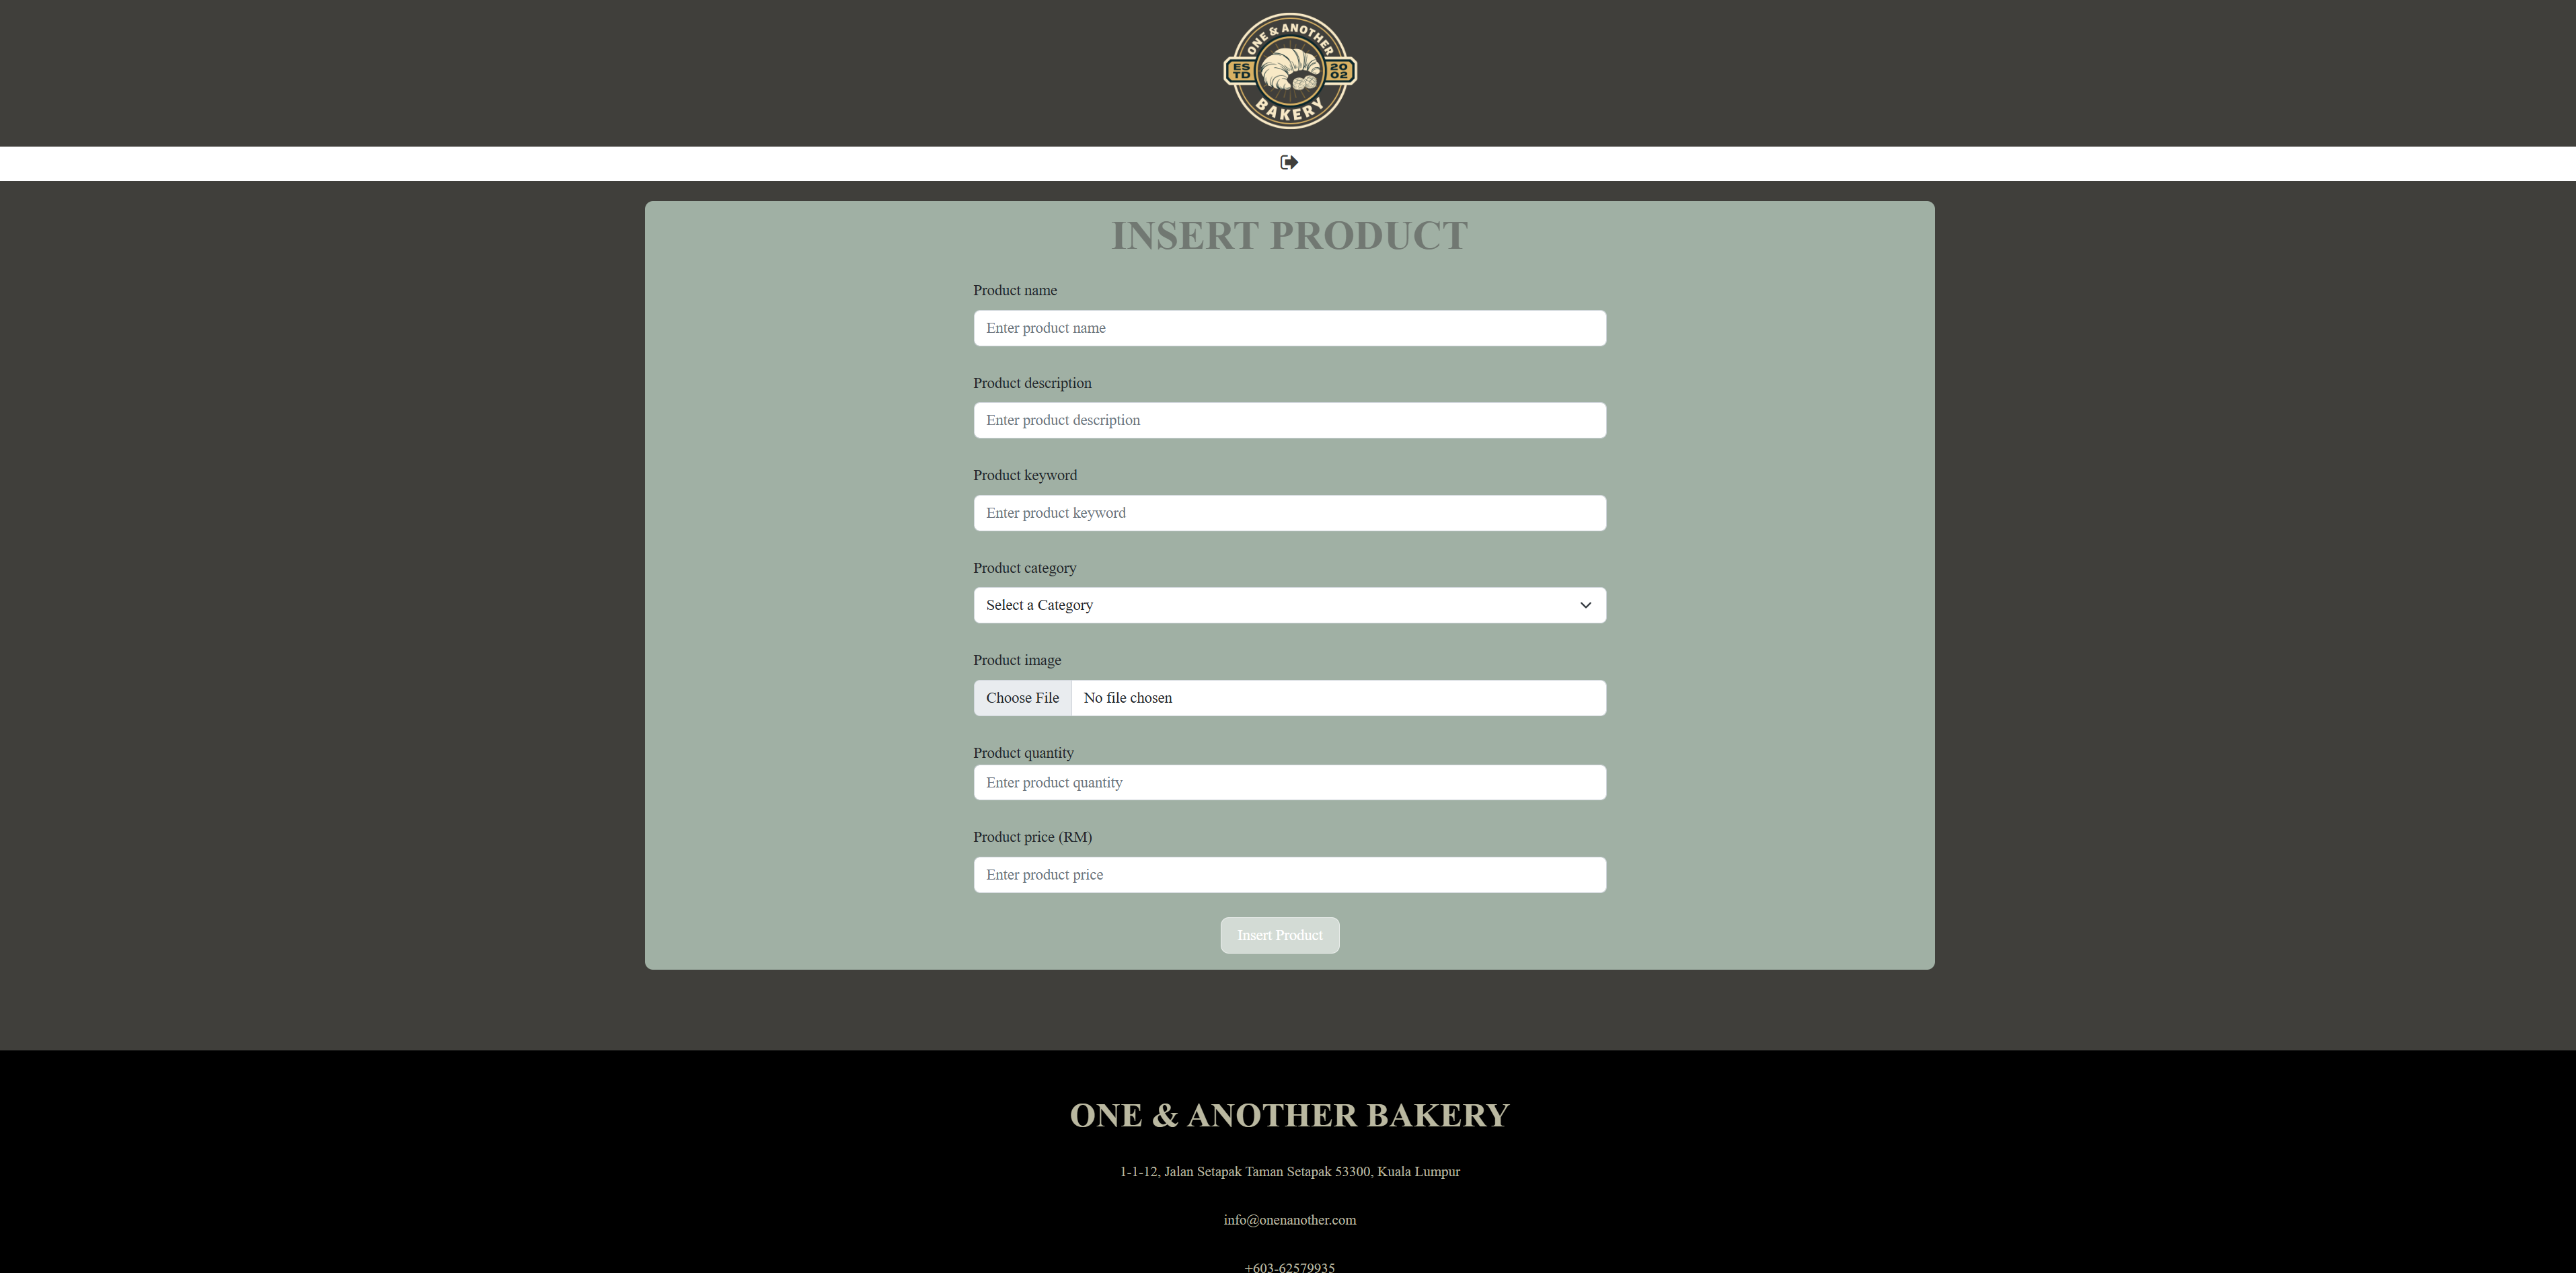 ONE & ANOTHER
ES
TD
20
02
BAKERY
INSERT PRODUCT
Product name
Enter product name
Product description
Enter product description
Product keyword
Enter product keyword
Product category
Select a Category
Product image
Choose File No file chosen
Product quantity
Enter product quantity
Product price (RM)
Enter product price
Insert Product
ONE & ANOTHER BAKERY
1-1-12, Jalan Setapak Taman Setapak 53300, Kuala Lumpur
info@onenanother.com
+603-62579935